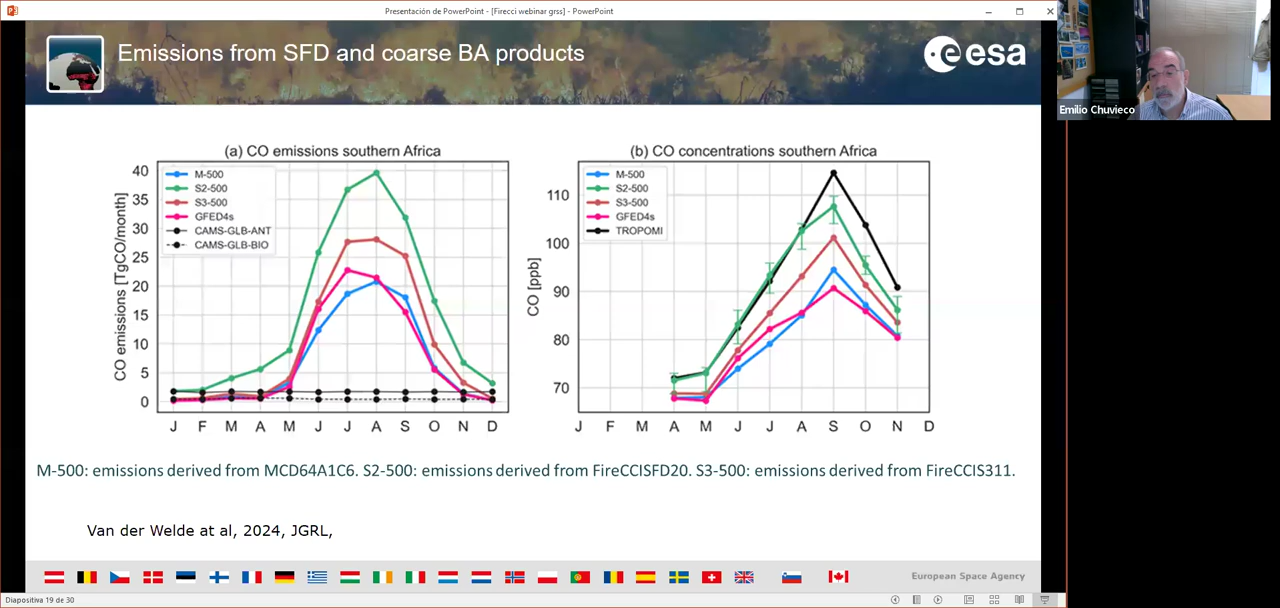 Presentación de PowerPoint - [Firecci webinar grss] - PowerPoint
Emissions from SFD and coarse BA products
esa
Emilio Chuvieco
(a) CO emissions southern Africa
CO emissions [TgCO/month]
40
35
30
25
20
15
10
5
0
M-500
S2-500
S3-500
GFED4s
CAMS-GLB-ANT
CAMS-GLB-BIO
J F M A M J J A S O N D
(b) CO concentrations southern Africa
CO [ppb]
110
100
90
80
70
M-500
S2-500
S3-500
GFED4s
TROPOMI
J F M A M J J A S O N D
M-500: emissions derived from MCD64A1C6. S2-500: emissions derived from FireCCISFD20. S3-500: emissions derived from FireCCIS311.
Van der Welde at al, 2024, JGRL,
European Space Agency
Diapositiva 19 de 30